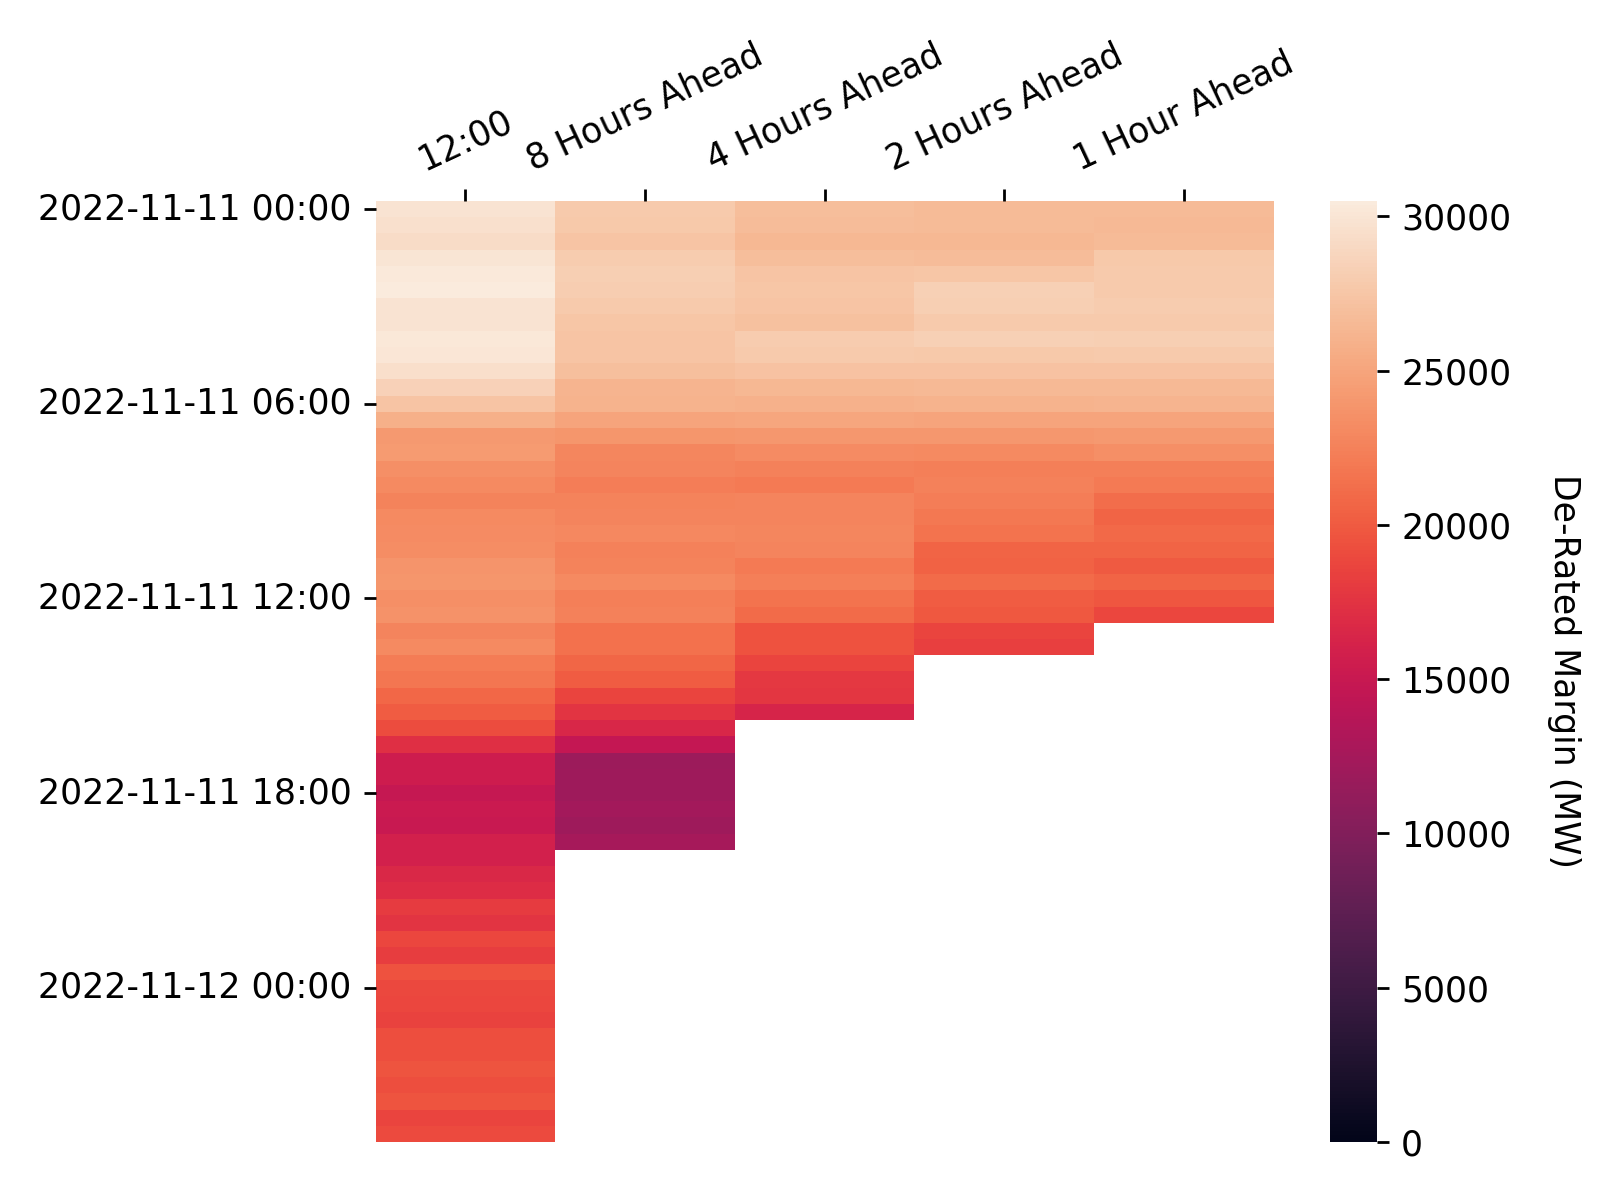 12:00
8 Hours Ahead
4 Hours Ahead
2 Hours Ahead
1 Hour Ahead
2022-11-11 00:00
2022-11-11 06:00
2022-11-11 12:00
2022-11-11 18:00
2022-11-12 00:00
30000
25000
20000
15000
10000
5000
0
De-Rated Margin (MW)